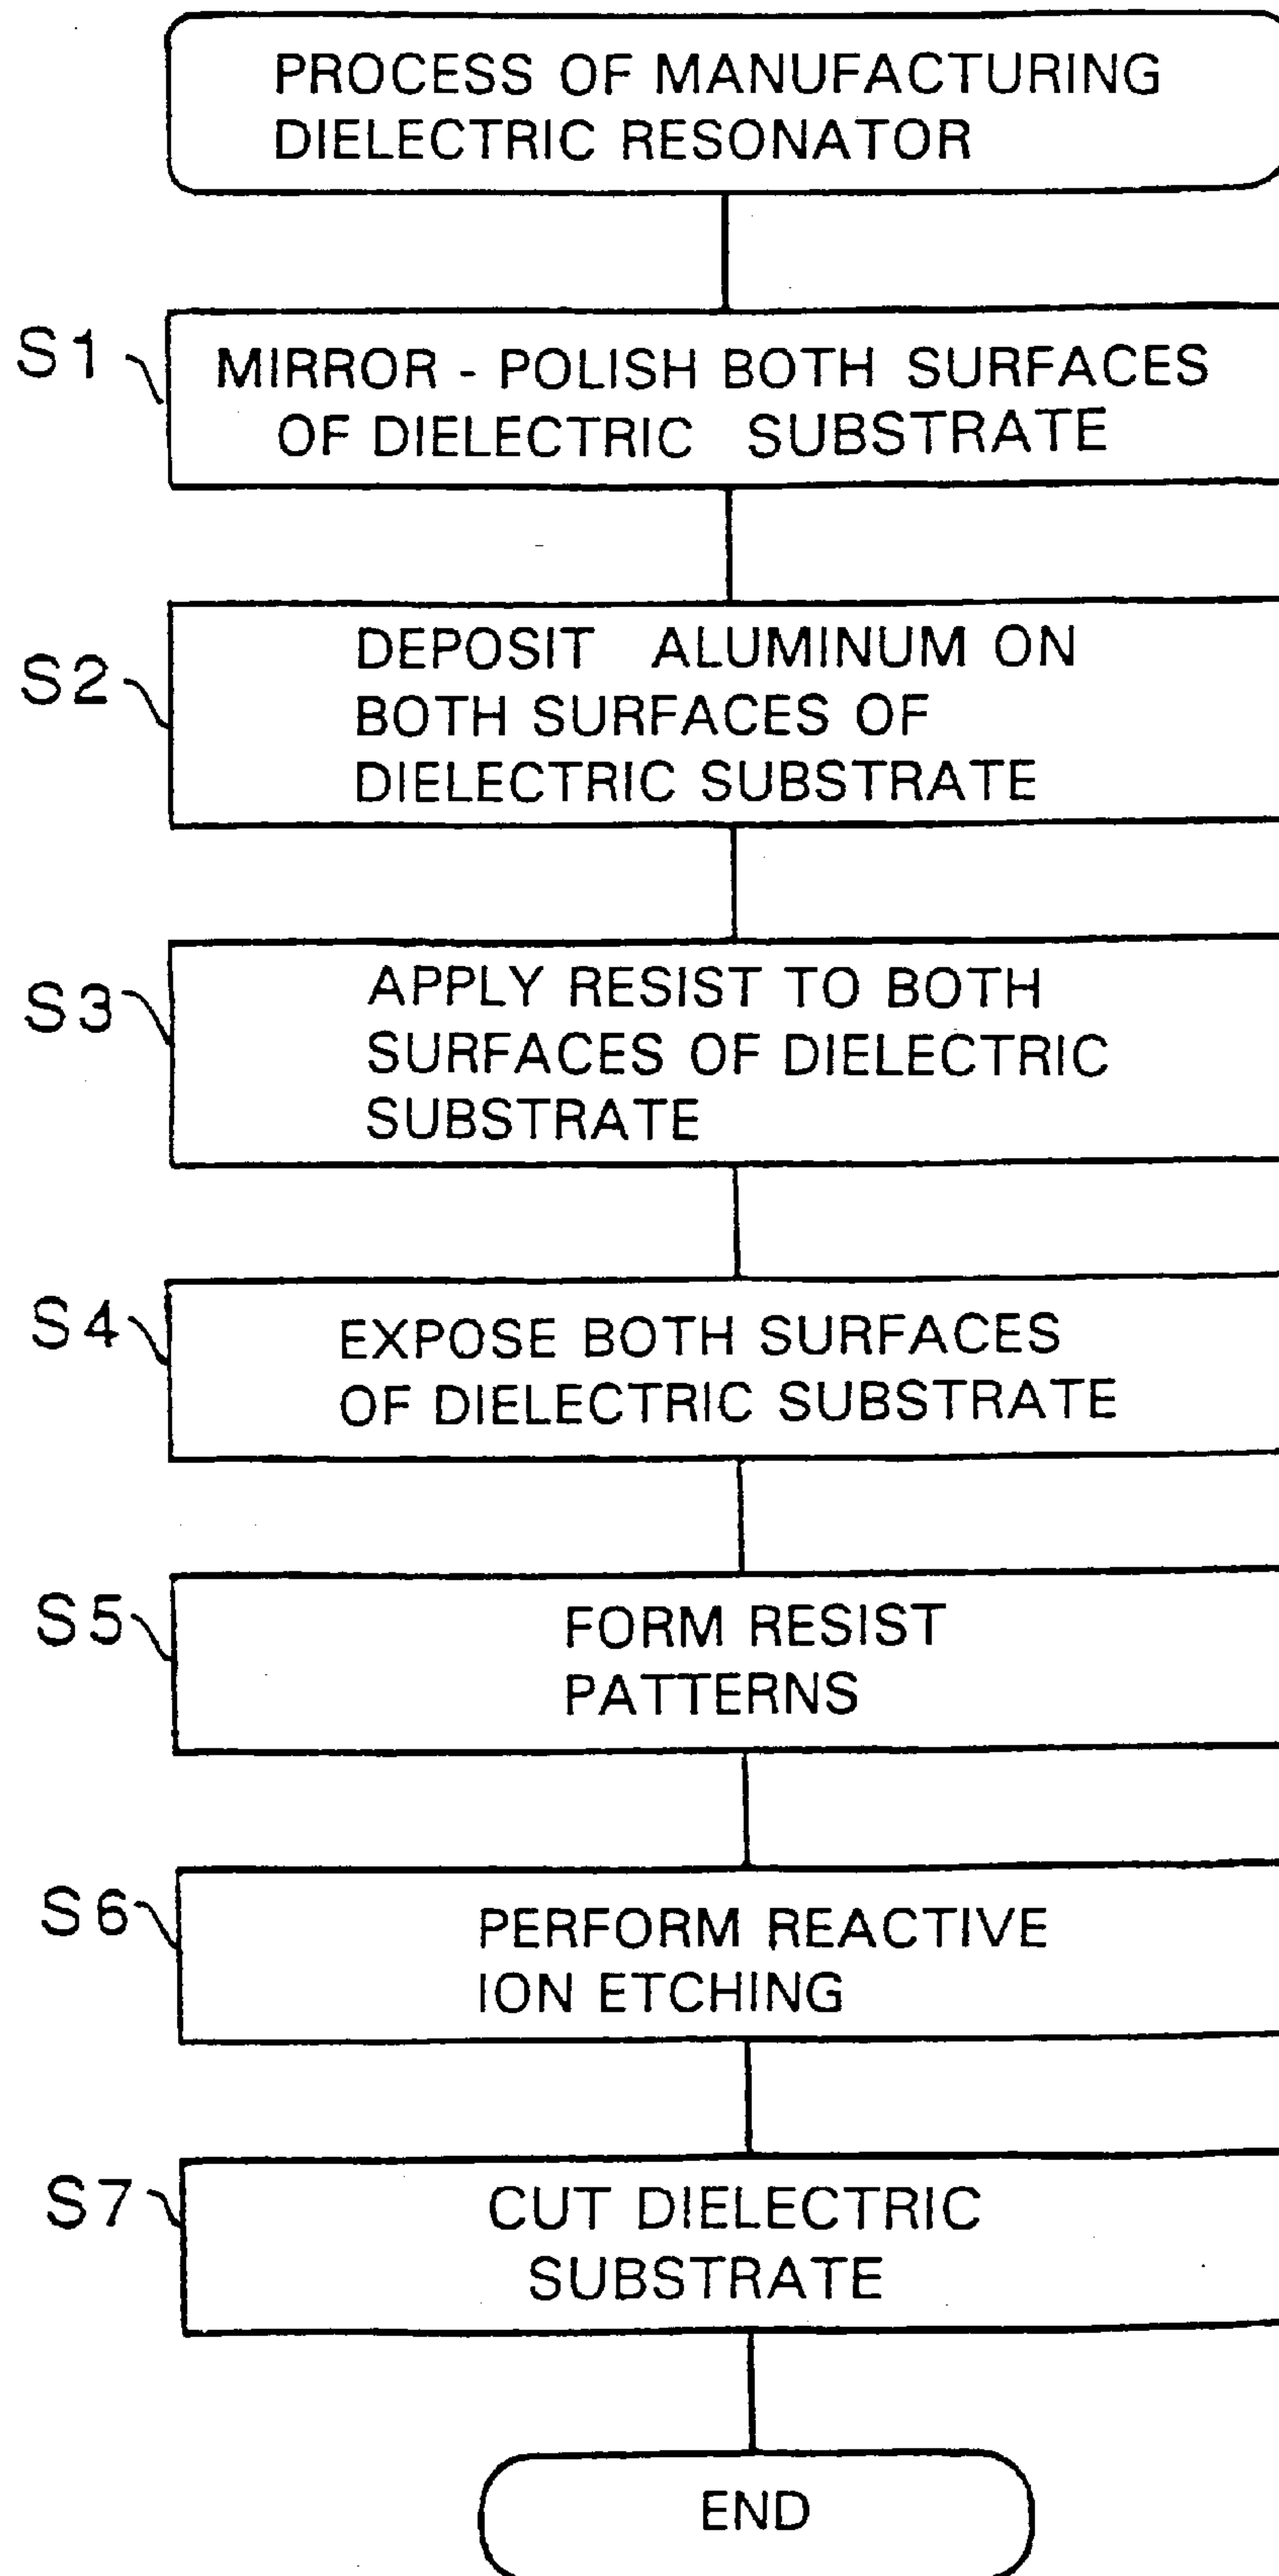 PROCESS OF MANUFACTURING
DIELECTRIC RESONATOR
S1
MIRROR - POLISH BOTH SURFACES
OF DIELECTRIC SUBSTRATE
S2
DEPOSIT ALUMINUM ON
BOTH SURFACES OF
DIELECTRIC SUBSTRATE
S3
APPLY RESIST TO BOTH
SURFACES OF DIELECTRIC
SUBSTRATE
S4
EXPOSE BOTH SURFACES
OF DIELECTRIC SUBSTRATE
S5
FORM RESIST
PATTERNS
S6
PERFORM REACTIVE
ION ETCHING
S7
CUT DIELECTRIC
SUBSTRATE
END